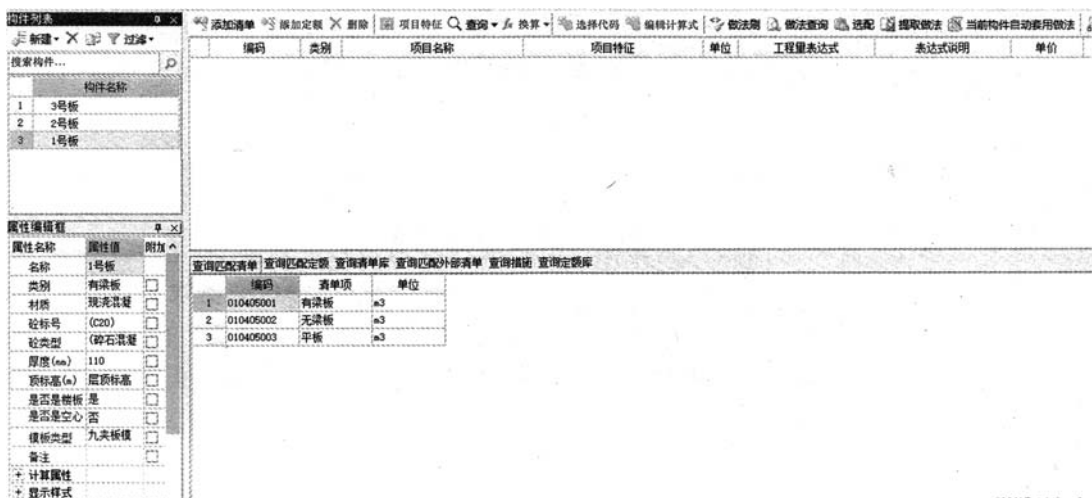 构件列表
新建 过滤
搜索构件...
构件名称
1 3号板
2 2号板
3 1号板
属性编辑框
属性名称 属性值 附加
名称 1号板
类别 有梁板
材质 现浇混凝
砼标号 (C20)
砼类型 (碎石混凝
厚度(mm) 110
顶标高(m) 层顶标高
是否是楼板 是
是否是空心 否
模板类型 九夹板模
备注
+ 计算属性
+ 显示样式
添加清单 添加定额 删除 项目特征 查询 fx 换算 选择代码 编辑计算式 做法刷 做法查询 选配 提取做法 当前构件自动套用做法
编码 类别 项目名称 项目特征 单位 工程量表达式 表达式说明 单价
查询匹配清单 查询匹配定额 查询清单库 查询匹配外部清单 查询措施 查询定额库
编码 清单项 单位
1 010405001 有梁板 m3
2 010405002 无梁板 m3
3 010405003 平板 m3